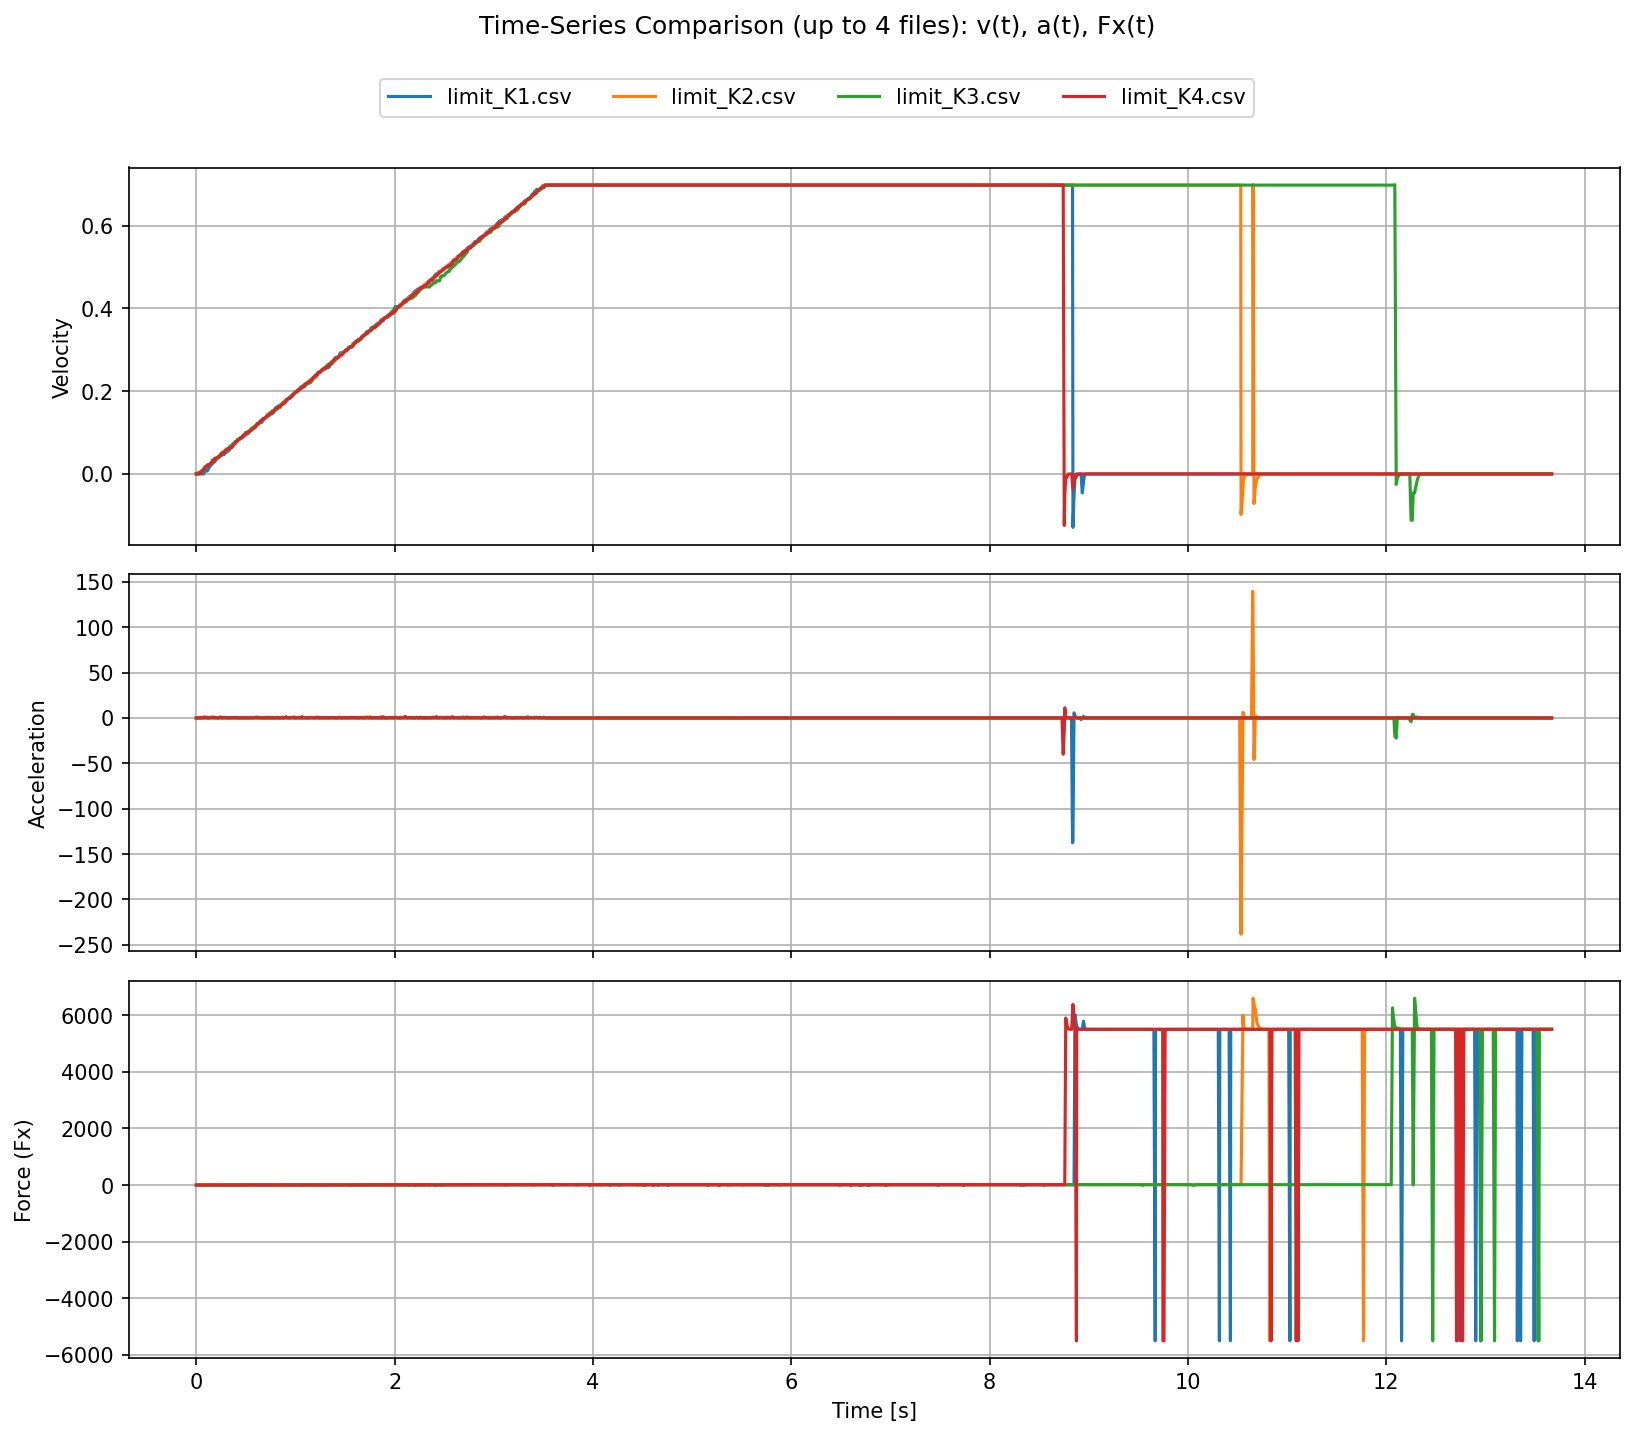 Time-Series Comparison (up to 4 files): v(t), a(t), Fx(t)
limit_K1.csv limit_K2.csv limit_K3.csv limit_K4.csv
Velocity
0.6
0.4
0.2
0.0
Acceleration
150
100
50
0
−50
−100
−150
−200
−250
Force (Fx)
6000
4000
2000
0
−2000
−4000
−6000
0 2 4 6 8 10 12 14
Time [s]